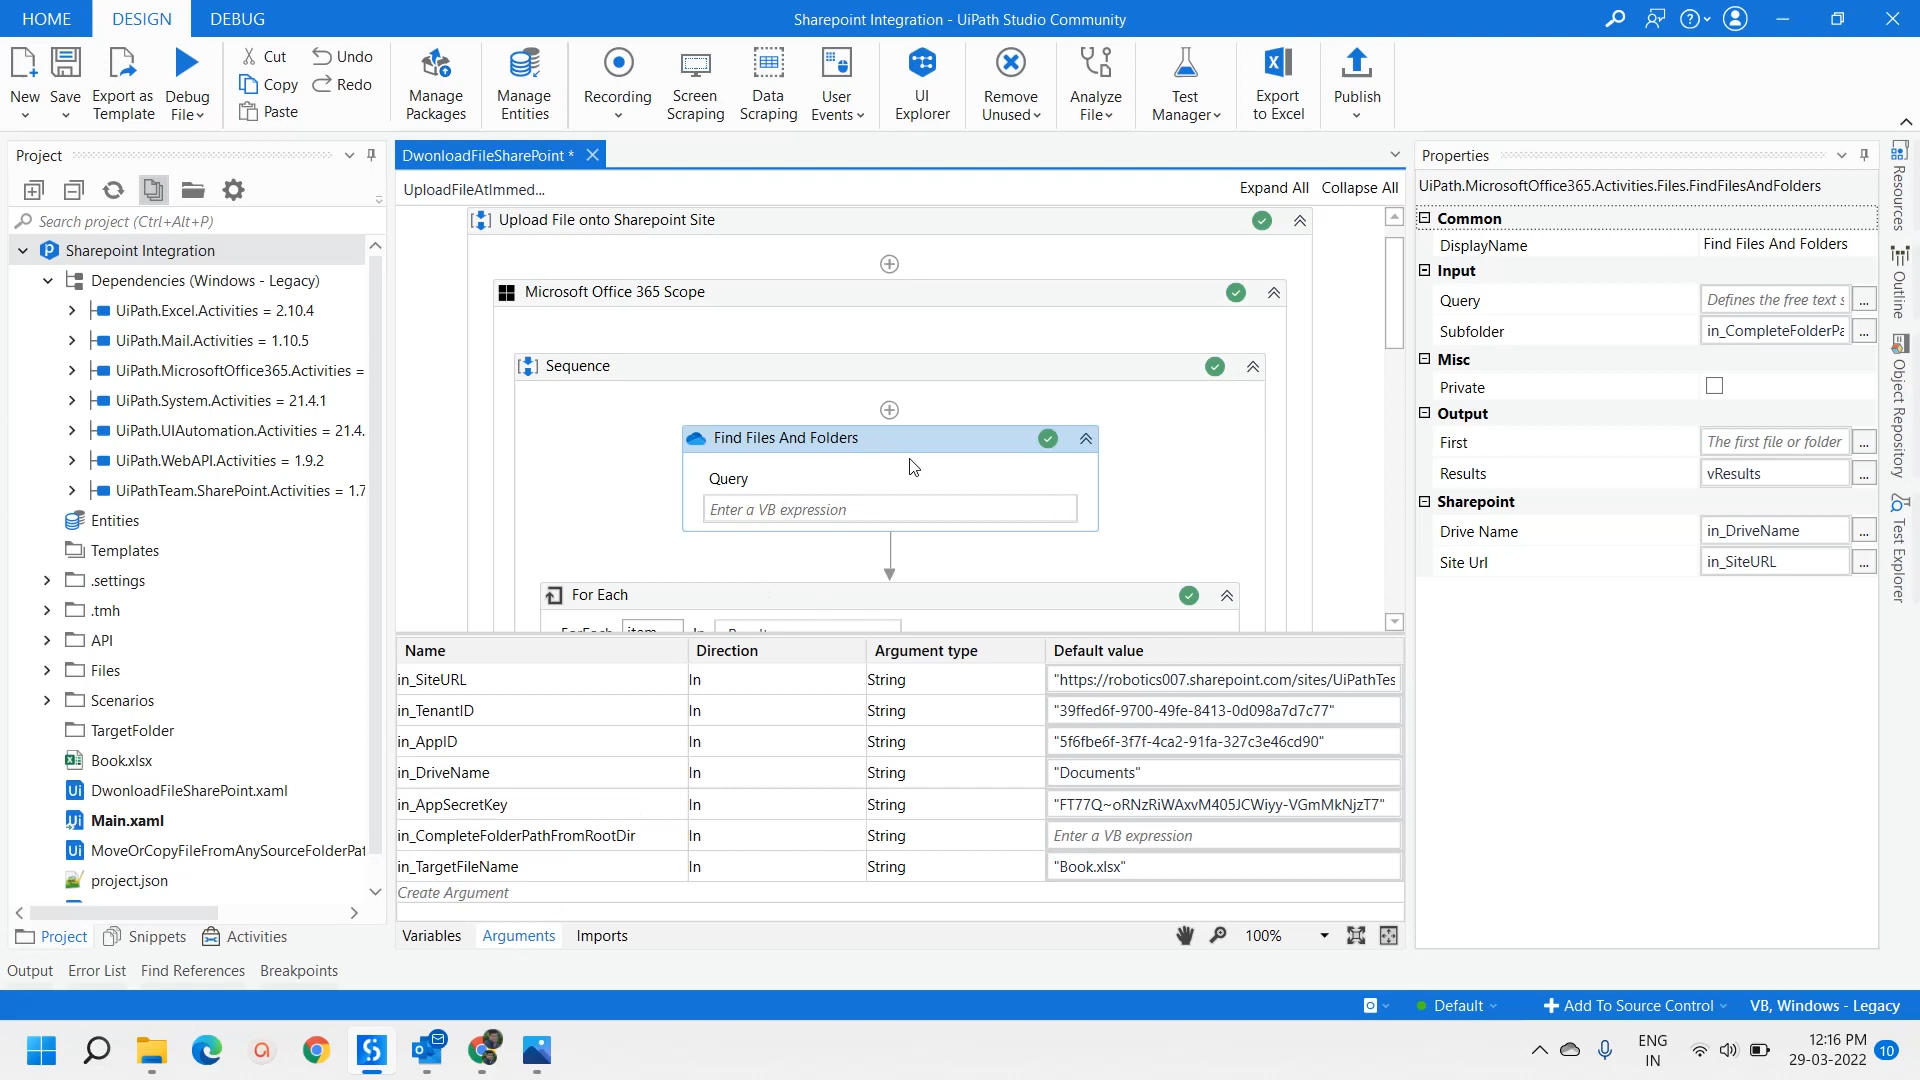 HOME DESIGN DEBUG
Sharepoint Integration - UiPath Studio Community
New
Save
Export as
Template
Debug
File
Cut
Copy
Paste
Undo
Redo
Manage
Packages
Manage
Entities
Recording
Screen
Scraping
Data
Scraping
User
Events
UI
Explorer
Remove
Unused
Analyze
File
Test
Manager
Export
to Excel
Publish
Project
Search project (Ctrl+Alt+P)
Sharepoint Integration
Dependencies (Windows - Legacy)
UiPath.Excel.Activities = 2.10.4
UiPath.Mail.Activities = 1.10.5
UiPath.MicrosoftOffice365.Activities =
UiPath.System.Activities = 21.4.1
UiPath.UIAutomation.Activities = 21.4.
UiPath.WebAPI.Activities = 1.9.2
UiPathTeam.SharePoint.Activities = 1.7
Entities
Templates
.settings
.tmh
API
Files
Scenarios
TargetFolder
Book.xlsx
DwonloadFileSharePoint.xaml
Main.xaml
MoveOrCopyFileFromAnySourceFolderPat
project.json
Project Snippets Activities
DwonloadFileSharePoint *
UploadFileAtImmed...
Expand All Collapse All
Upload File onto Sharepoint Site
Microsoft Office 365 Scope
Sequence
Find Files And Folders
Query
Enter a VB expression
For Each
ForEach item In
Name Direction Argument type Default value
in_SiteURL In String "https://robotics007.sharepoint.com/sites/UiPathTes
in_TenantID In String "39ffed6f-9700-49fe-8413-0d098a7d7c77"
in_AppID In String "5f6fbe6f-3f7f-4ca2-91fa-327c3e46cd90"
in_DriveName In String "Documents"
in_AppSecretKey In String "FT77Q~oRNzRiWAxvM405JCWiyy-VGmMkNjzT7"
in_CompleteFolderPathFromRootDir In String Enter a VB expression
in_TargetFileName In String "Book.xlsx"
Create Argument
Variables Arguments Imports
100%
Properties
UiPath.MicrosoftOffice365.Activities.Files.FindFilesAndFolders
Common
DisplayName Find Files And Folders
Input
Query Defines the free text s ...
Subfolder in_CompleteFolderPa ...
Misc
Private
Output
First The first file or folder ...
Results vResults ...
Sharepoint
Drive Name in_DriveName ...
Site Url in_SiteURL ...
Resources
Outline
Object Repository
Test Explorer
Output Error List Find References Breakpoints
Default
Add To Source Control
VB, Windows - Legacy
ENG
IN
12:16 PM
29-03-2022
10